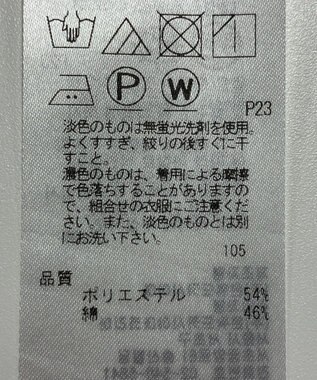 P
W
P23
淡色のものは無蛍光洗剤を使用。
よくすすぎ、絞りの後すぐに干
すこと。
濃色のものは、着用による摩擦
で色落ちすることがありますの
で、組合せの衣服にご注意くだ
さい。また、淡色のものとは別
にお洗い下さい。
105
品質
ポリエステル 54%
綿 46%